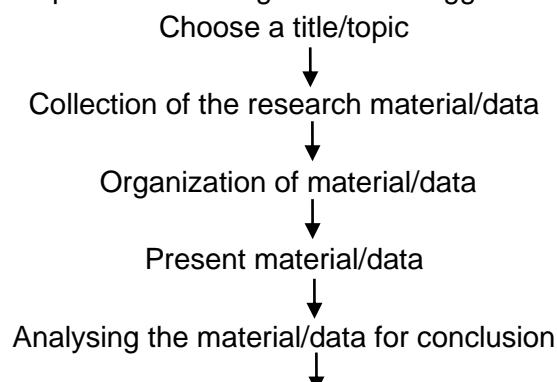 Choose a title/topic
Collection of the research material/data
Organization of material/data
Present material/data
Analysing the material/data for conclusion